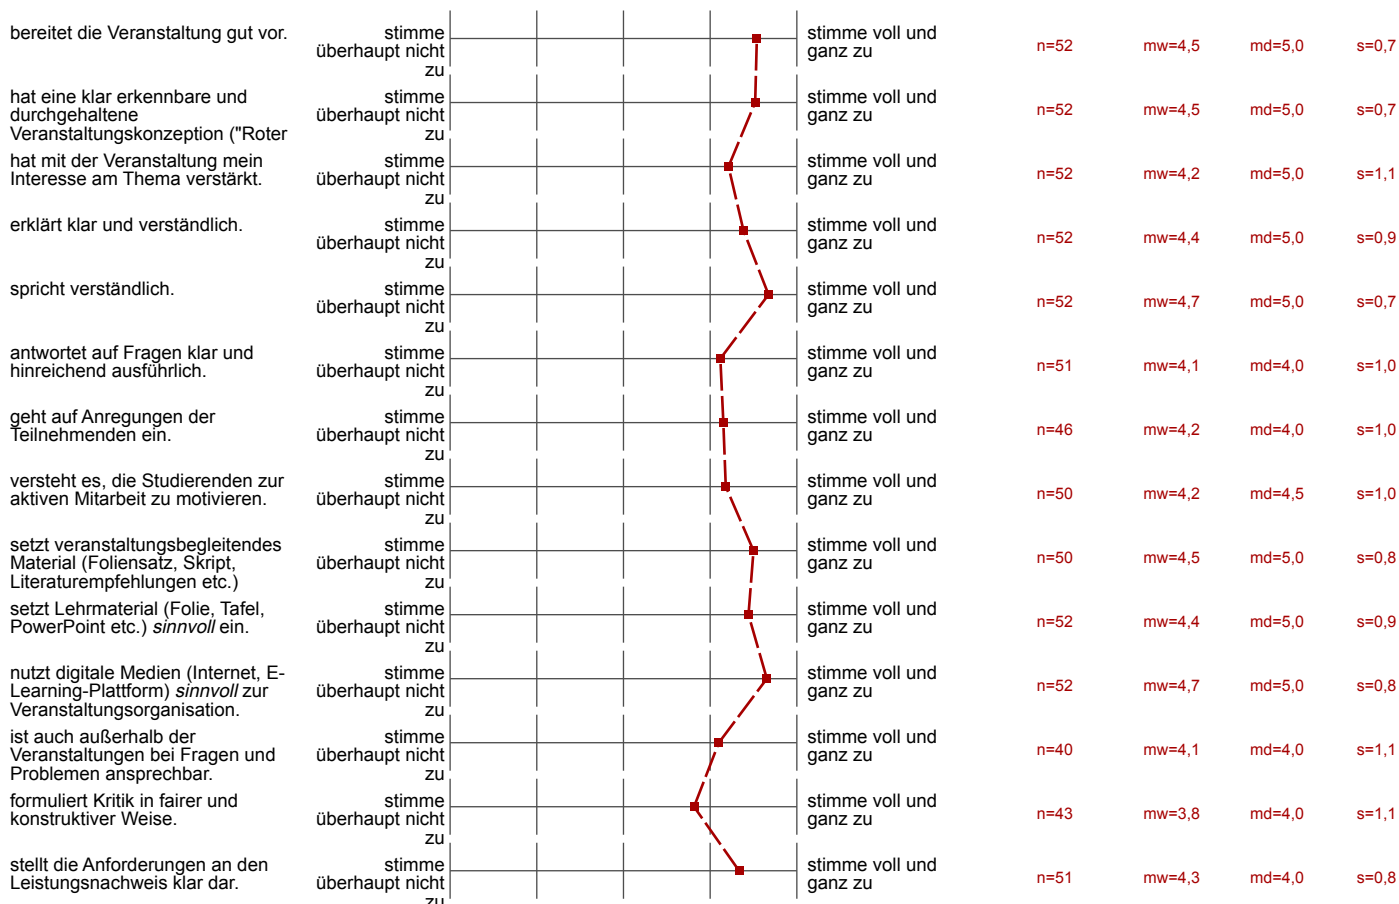 bereitet die Veranstaltung gut vor.
stimme
überhaupt nicht
zu
stimme voll und
ganz zu
n=52 mw=4,5 md=5,0 s=0,7
hat eine klar erkennbare und
durchgehaltene
Veranstaltungskonzeption ("Roter
stimme
überhaupt nicht
zu
stimme voll und
ganz zu
n=52 mw=4,5 md=5,0 s=0,7
hat mit der Veranstaltung mein
Interesse am Thema verstärkt.
stimme
überhaupt nicht
zu
stimme voll und
ganz zu
n=52 mw=4,2 md=5,0 s=1,1
erklärt klar und verständlich.
stimme
überhaupt nicht
zu
stimme voll und
ganz zu
n=52 mw=4,4 md=5,0 s=0,9
spricht verständlich.
stimme
überhaupt nicht
zu
stimme voll und
ganz zu
n=52 mw=4,7 md=5,0 s=0,7
antwortet auf Fragen klar und
hinreichend ausführlich.
stimme
überhaupt nicht
zu
stimme voll und
ganz zu
n=51 mw=4,1 md=4,0 s=1,0
geht auf Anregungen der
Teilnehmenden ein.
stimme
überhaupt nicht
zu
stimme voll und
ganz zu
n=46 mw=4,2 md=4,0 s=1,0
versteht es, die Studierenden zur
aktiven Mitarbeit zu motivieren.
stimme
überhaupt nicht
zu
stimme voll und
ganz zu
n=50 mw=4,2 md=4,5 s=1,0
setzt veranstaltungsbegleitendes
Material (Foliensatz, Skript,
Literaturempfehlungen etc.)
stimme
überhaupt nicht
zu
stimme voll und
ganz zu
n=50 mw=4,5 md=5,0 s=0,8
setzt Lehrmaterial (Folie, Tafel,
PowerPoint etc.) sinnvoll ein.
stimme
überhaupt nicht
zu
stimme voll und
ganz zu
n=52 mw=4,4 md=5,0 s=0,9
nutzt digitale Medien (Internet, E-
Learning-Plattform) sinnvoll zur
Veranstaltungsorganisation.
stimme
überhaupt nicht
zu
stimme voll und
ganz zu
n=52 mw=4,7 md=5,0 s=0,8
ist auch außerhalb der
Veranstaltungen bei Fragen und
Problemen ansprechbar.
stimme
überhaupt nicht
zu
stimme voll und
ganz zu
n=40 mw=4,1 md=4,0 s=1,1
formuliert Kritik in fairer und
konstruktiver Weise.
stimme
überhaupt nicht
zu
stimme voll und
ganz zu
n=43 mw=3,8 md=4,0 s=1,1
stellt die Anforderungen an den
Leistungsnachweis klar dar.
stimme
überhaupt nicht
zu
stimme voll und
ganz zu
n=51 mw=4,3 md=4,0 s=0,8